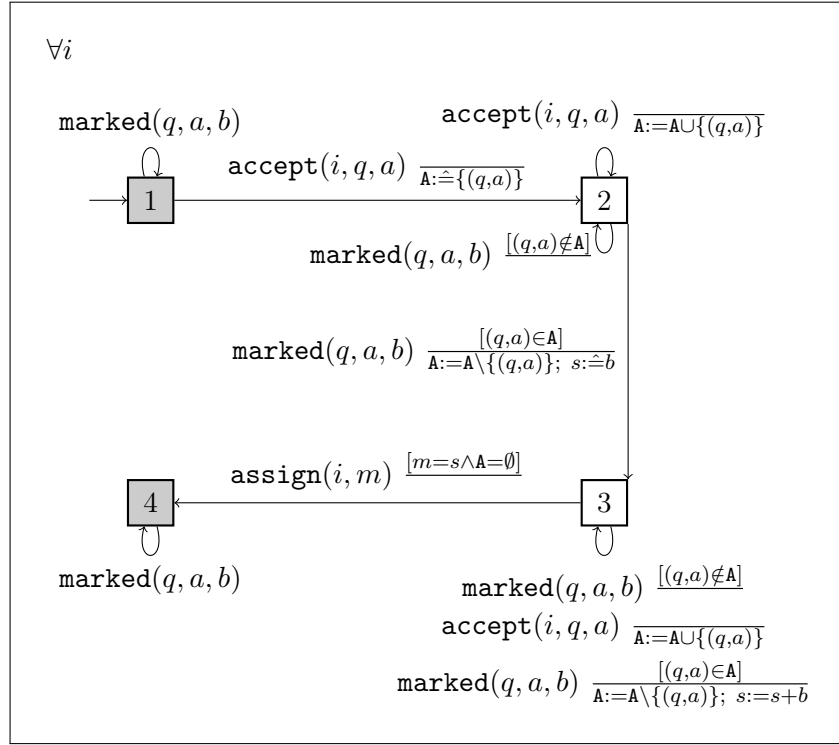 ∀i
marked(q, a, b)
accept(i, q, a) A:=A∪{(q,a)}
accept(i, q, a) A:≙{(q,a)}
1
2
marked(q, a, b) [(q,a)∉A]
marked(q, a, b) [(q,a)∈A] A:=A\{(q,a)}; s:≙b
assign(i, m) [m=s∧A=∅]
4
3
marked(q, a, b)
marked(q, a, b) [(q,a)∉A]
accept(i, q, a) A:=A∪{(q,a)}
marked(q, a, b) [(q,a)∈A] A:=A\{(q,a)}; s:=s+b